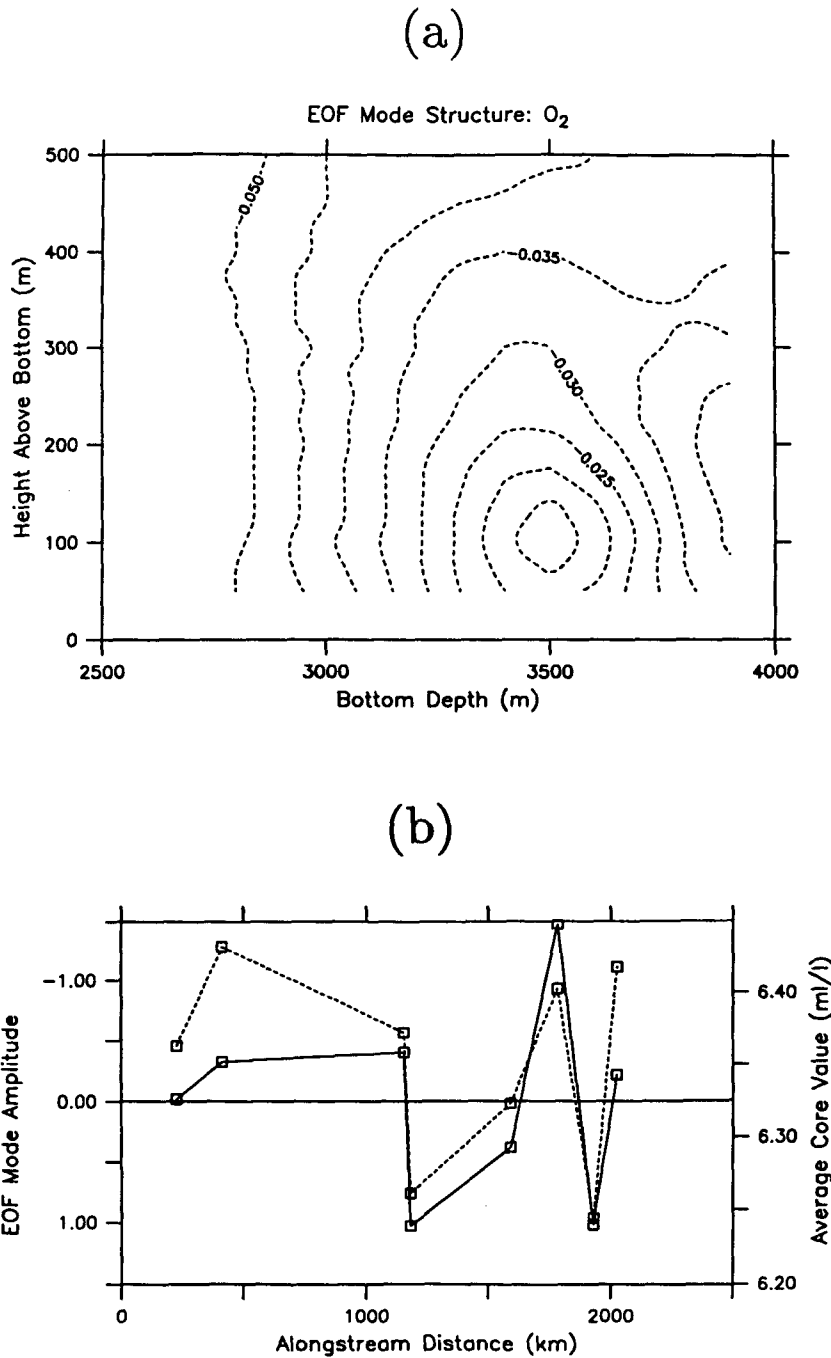 (a)
EOF Mode Structure: O2
500
400
300
200
100
0
Height Above Bottom (m)
-0.050
-0.035
-0.030
-0.025
2500
3000
3500
4000
Bottom Depth (m)
(b)
-1.00
0.00
1.00
EOF Mode Amplitude
6.40
6.30
6.20
Average Core Value (ml/l)
0
1000
2000
Alongstream Distance (km)